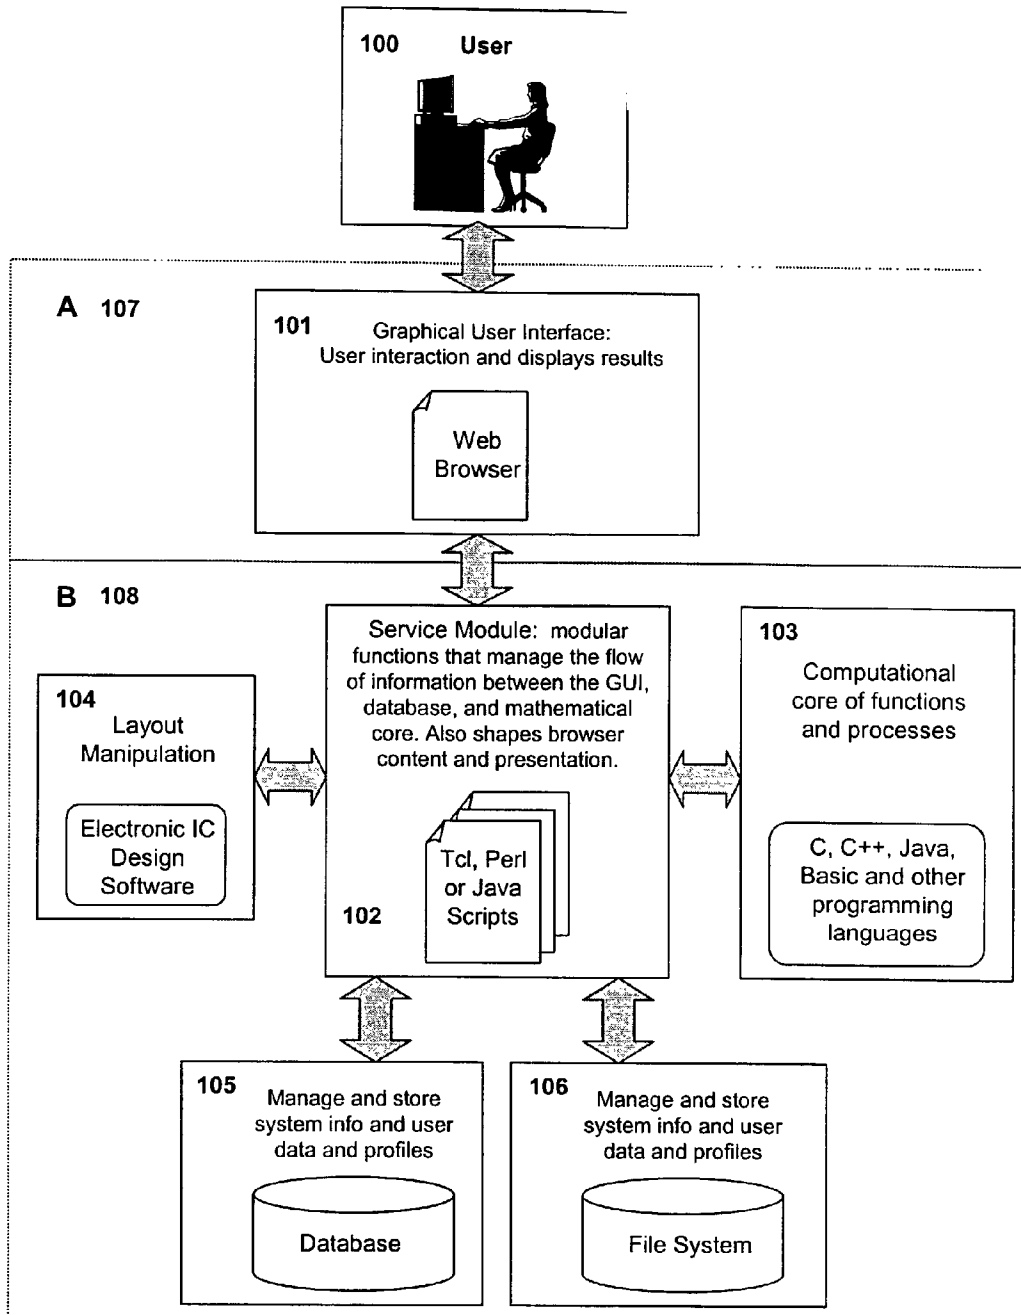 100 User
A 107
101
Graphical User Interface:
User interaction and displays results
Web
Browser
B 108
Service Module: modular
functions that manage the flow
of information between the GUI,
database, and mathematical
core. Also shapes browser
content and presentation.
Tcl, Perl
or Java
Scripts
102
103
Computational
core of functions
and processes
C, C++, Java,
Basic and other
programming
languages
104
Layout
Manipulation
Electronic IC
Design
Software
105
Manage and store
system info and user
data and profiles
Database
106
Manage and store
system info and user
data and profiles
File System